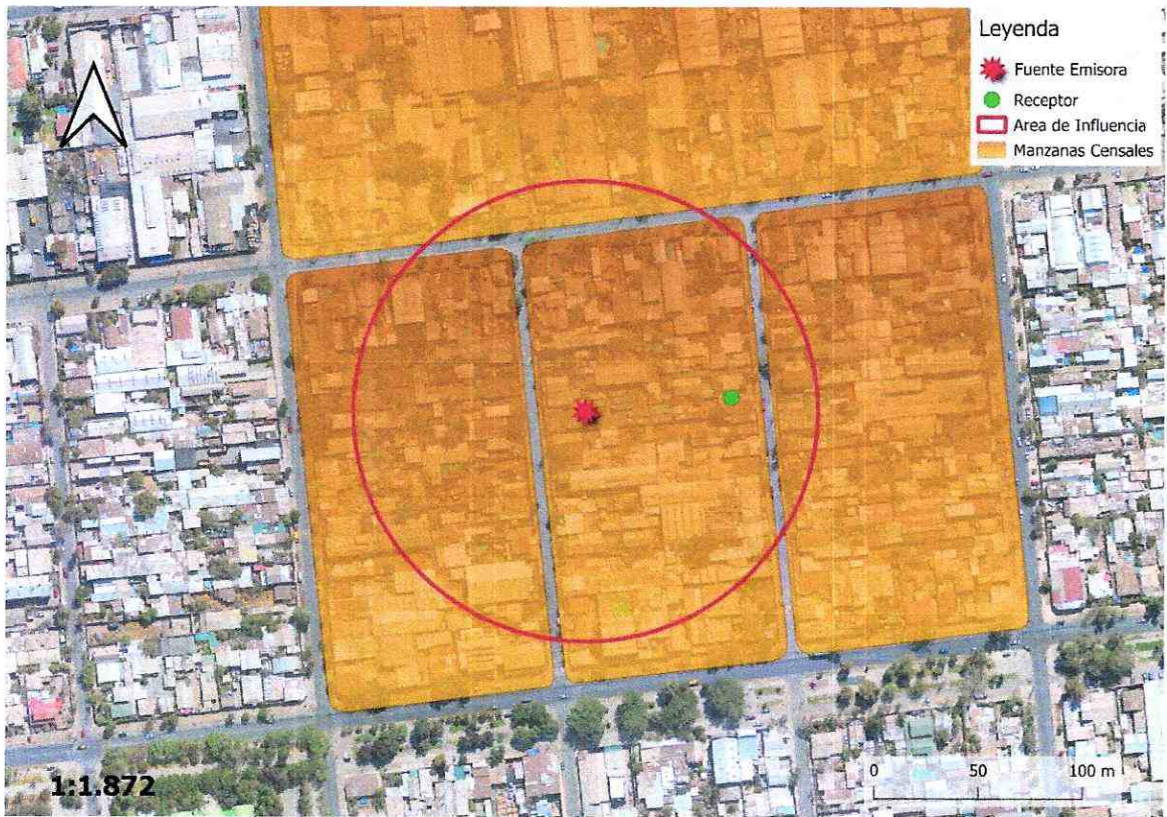 Leyenda
Fuente Emisora
Receptor
Area de Influencia
Manzanas Censales
1:1.872
0 50 100 m